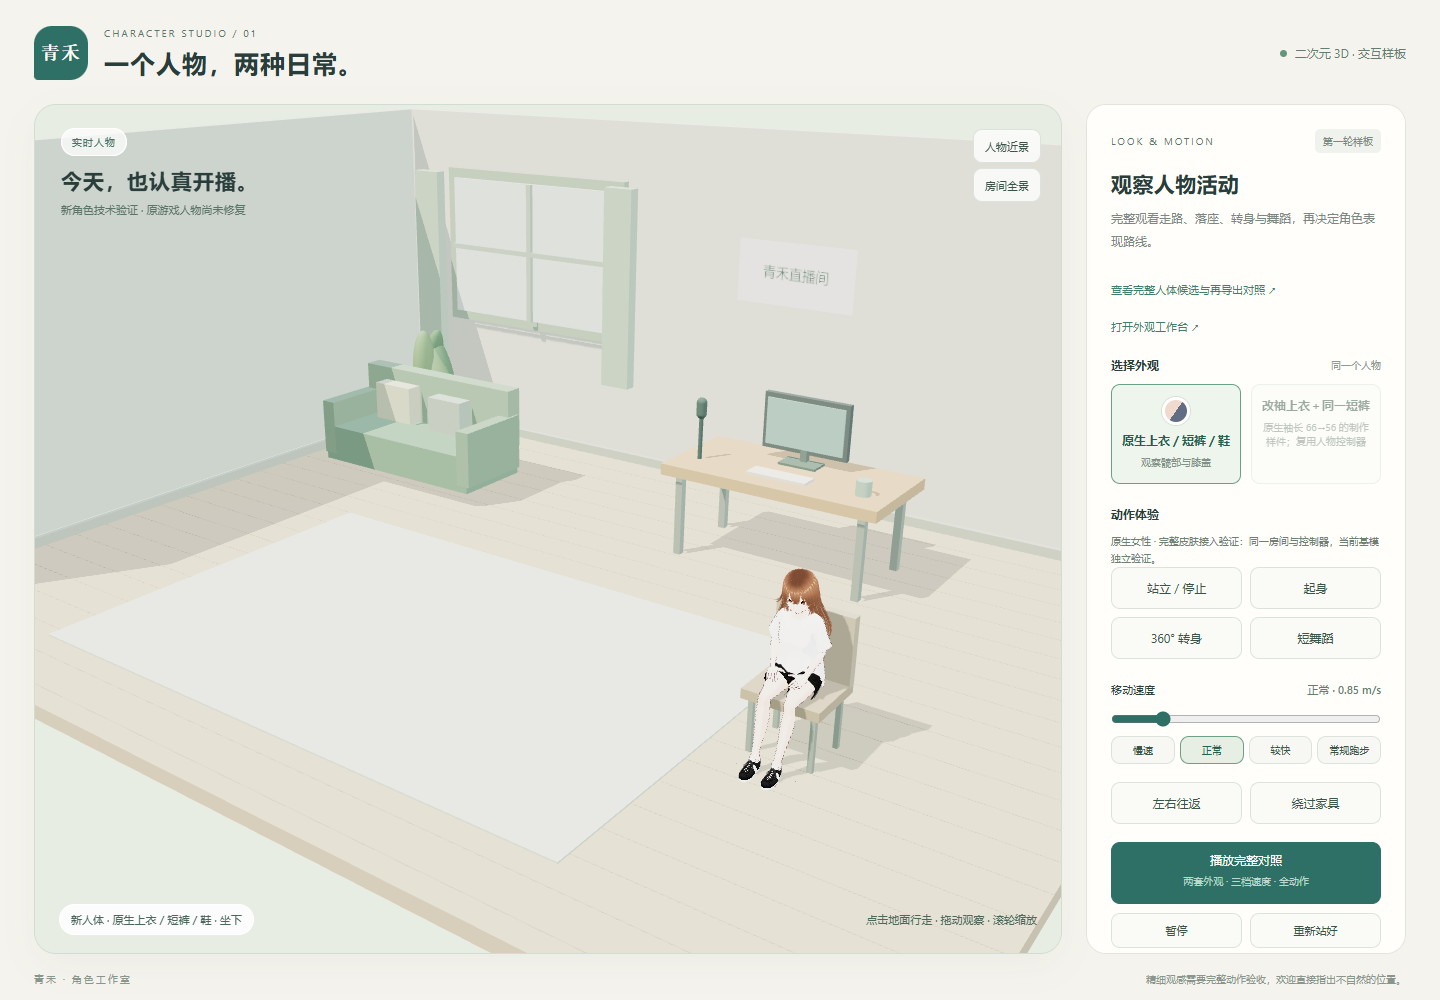 青禾
CHARACTER STUDIO / 01
一个人物，两种日常。
二次元 3D · 交互样板
实时人物
今天，也认真开播。
新角色技术验证 · 原游戏人物尚未修复
人物近景
房间全景
青禾直播间
新人体 · 原生上衣 / 短裤 / 鞋 · 坐下
点击地面行走 · 拖动观察 · 滚轮缩放
LOOK & MOTION
第一轮样板
观察人物活动
完整观看走路、落座、转身与舞蹈，再决定角色表
现路线。
查看完整人体候选与再导出对照 ↗
打开外观工作台 ↗
选择外观
同一个人物
原生上衣 / 短裤 / 鞋
观察髋部与膝盖
改袖上衣 + 同一短裤
原生袖长 66→56 的制作
样件；复用人物控制器
动作体验
原生女性 · 完整皮肤接入验证：同一房间与控制器，当前基模
独立验证。
站立 / 停止
起身
360° 转身
短舞蹈
移动速度
正常 · 0.85 m/s
慢速
正常
较快
常规跑步
左右往返
绕过家具
播放完整对照
两套外观 · 三档速度 · 全动作
暂停
重新站好
青禾 · 角色工作室
精细观感需要完整动作验收，欢迎直接指出不自然的位置。